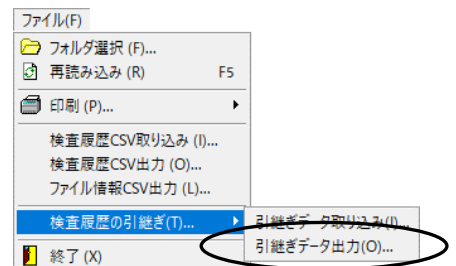 ファイル(F)
フォルダ選択 (F)...
再読み込み (R) F5
印刷 (P)...
検査履歴CSV取り込み (I)...
検査履歴CSV出力 (O)...
ファイル情報CSV出力 (L)...
検査履歴の引継ぎ(T)...
引継ぎデータ取り込み(I)...
引継ぎデータ出力(O)...
終了 (X)